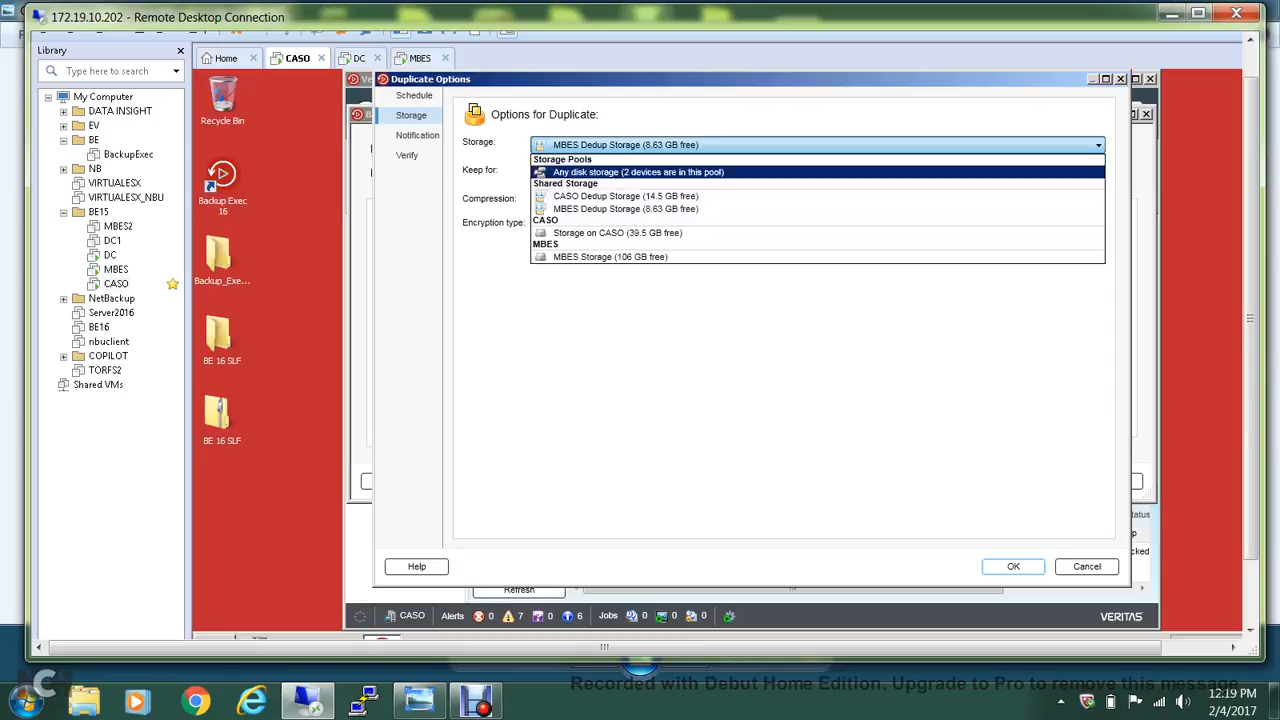 172.19.10.202 - Remote Desktop Connection
Library
Type here to search
My Computer
DATA INSIGHT
EV
BE
BackupExec
NB
VIRTUALESX
VIRTUALESX_NBU
BE15
MBES2
DC1
DC
MBES
CASO
NetBackup
Server2016
BE16
nbuclient
COPILOT
TORFS2
Shared VMs
Home
CASO
DC
MBES
Recycle Bin
Backup Exec
16
Backup_Exe...
BE 16 SLF
BE 16 SLF
Duplicate Options
Schedule
Storage
Notification
Verify
Options for Duplicate:
Storage:
MBES Dedup Storage (8.63 GB free)
Storage Pools
Keep for:
Any disk storage (2 devices are in this pool)
Shared Storage
Compression:
CASO Dedup Storage (14.5 GB free)
MBES Dedup Storage (8.63 GB free)
Encryption type:
CASO
Storage on CASO (39.5 GB free)
MBES
MBES Storage (106 GB free)
Help
OK
Cancel
Refresh
CASO
Alerts
0
7
0
6
Jobs
0
0
0
VERITAS
Recorded with Debut Home Edition. Upgrade to Pro to remove this message
12:19 PM
2/4/2017